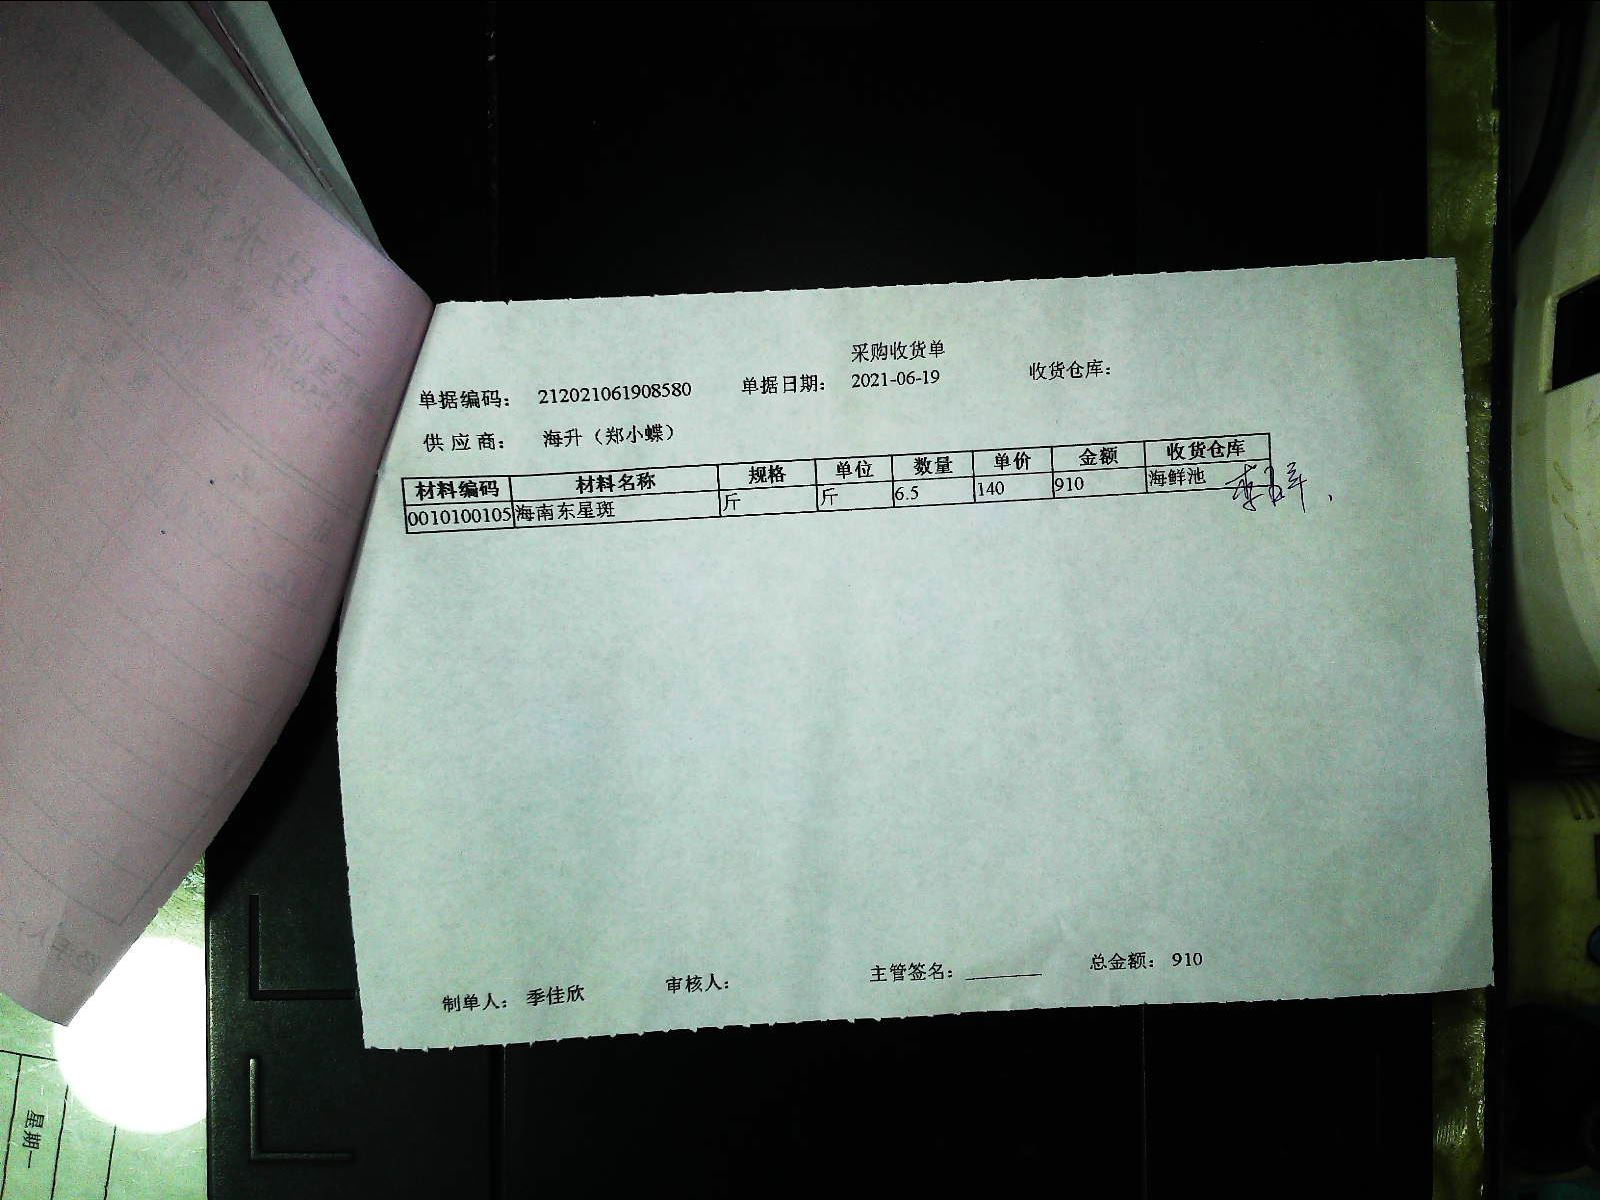 采购收货单
单据编码： 212021061908580 单据日期： 2021-06-19 收货仓库：
供应商： 海升（郑小蝶）
材料编码 材料名称 规格 单位 数量 单价 金额 收货仓库
0010100105 海南东星斑 斤 斤 6.5 140 910 海鲜池
制单人： 季佳欣 审核人： 主管签名： 总金额： 910
星期一